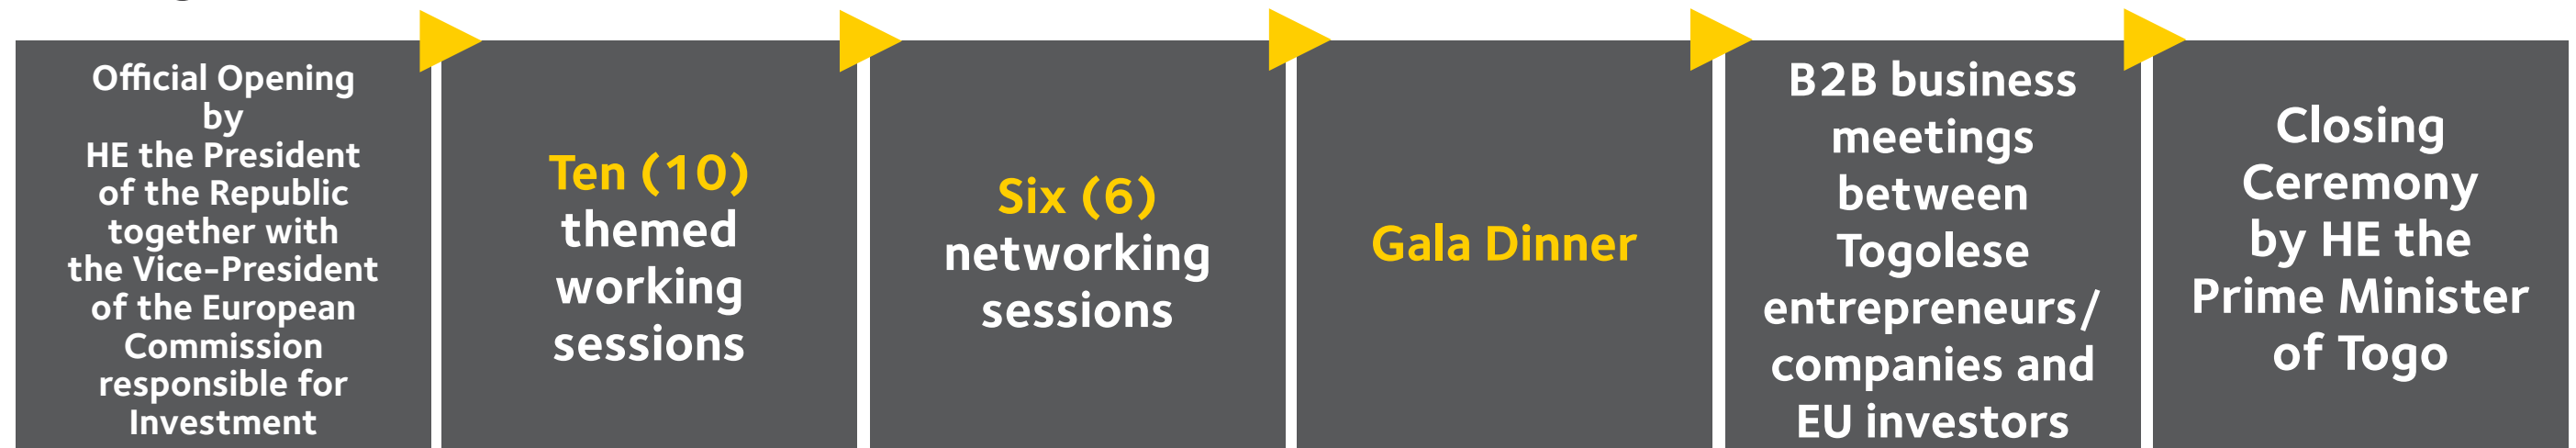 Official Opening
by
HE the President
of the Republic
together with
the Vice-President
of the European
Commission
responsible for
Investment
Ten (10)
themed
working
sessions
Six (6)
networking
sessions
Gala Dinner
B2B business
meetings
between
Togolese
entrepreneurs/
companies and
EU investors
Closing
Ceremony
by HE the
Prime Minister
of Togo